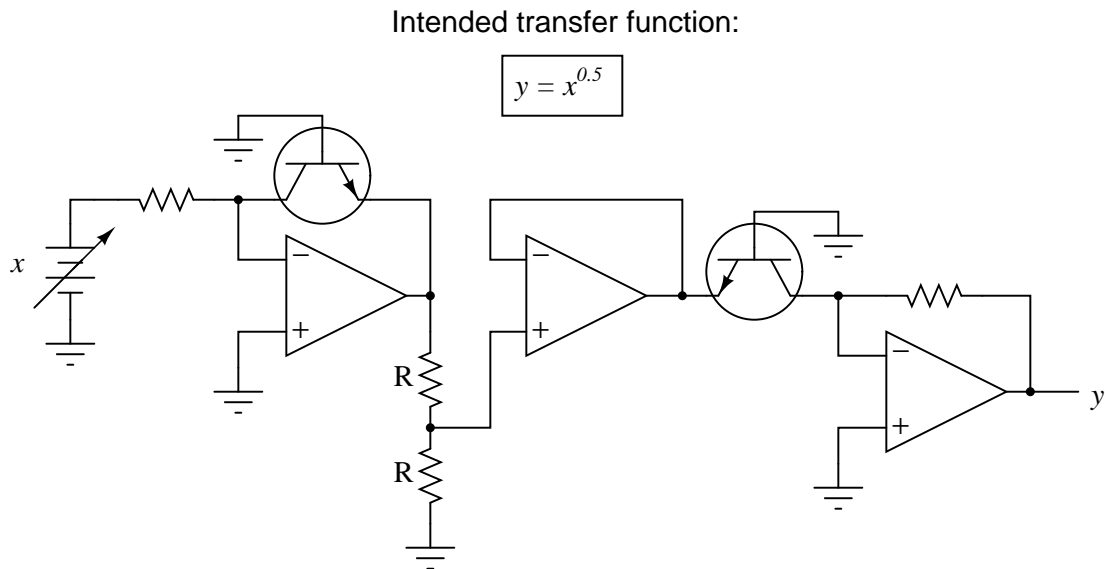 Intended transfer function:
y = x^0.5
x
−
+
R
R
−
+
−
+
y